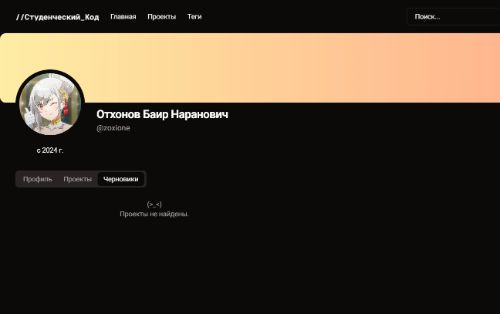 //Студенческий_Код Главная Проекты Теги Поиск...
Отхонов Баир Наранович
@zoxione
с 2024 г.
Профиль Проекты Черновики
(>_<)
Проекты не найдены.